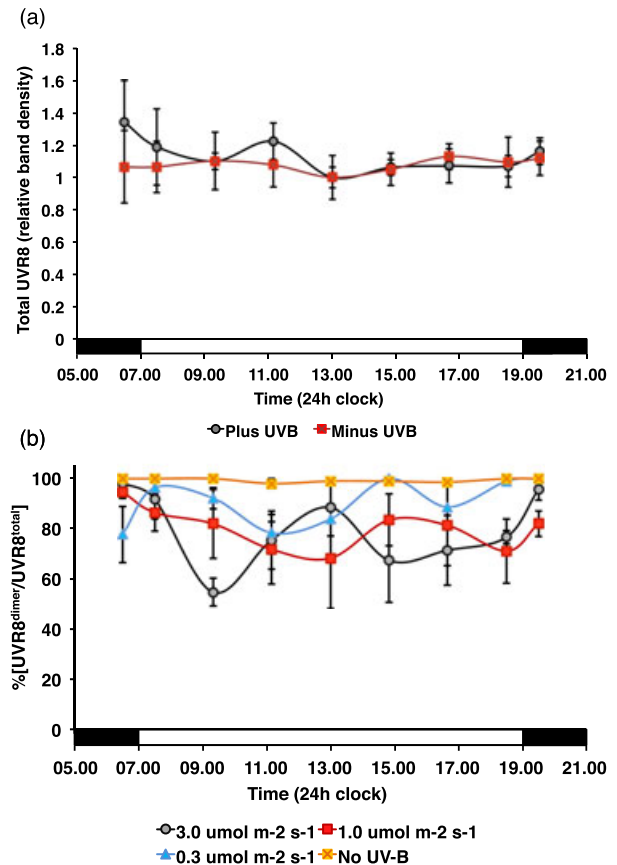 (a)
Total UVR8 (relative band density)
1.8
1.6
1.4
1.2
1
0.8
0.6
0.4
0.2
0
05.00 07.00 09.00 11.00 13.00 15.00 17.00 19.00 21.00
Time (24h clock)
Plus UVB Minus UVB
(b)
%[UVR8dimer/UVR8total]
100
80
60
40
20
0
05.00 07.00 09.00 11.00 13.00 15.00 17.00 19.00 21.00
Time (24h clock)
3.0 umol m-2 s-1 1.0 umol m-2 s-1
0.3 umol m-2 s-1 No UV-B